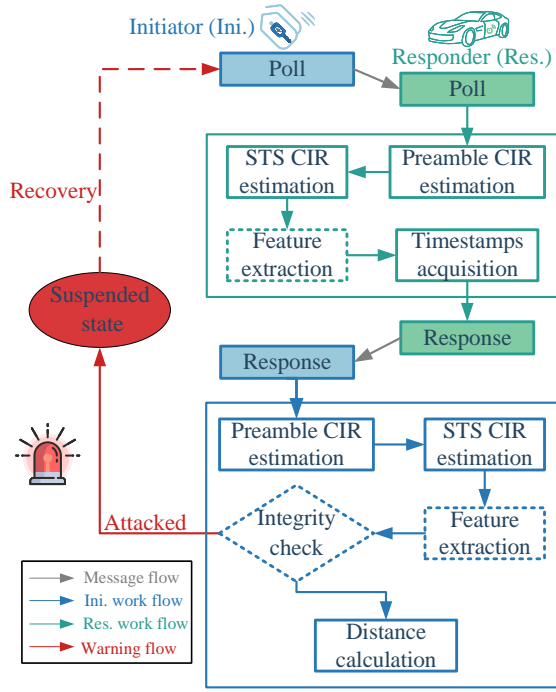 Initiator (Ini.)
Responder (Res.)
Poll
Poll
STS CIR
estimation
Preamble CIR
estimation
Recovery
Feature
extraction
Timestamps
acquisition
Suspended
state
Response
Response
Preamble CIR
estimation
STS CIR
estimation
Attacked
Integrity
check
Feature
extraction
Message flow
Ini. work flow
Res. work flow
Warning flow
Distance
calculation